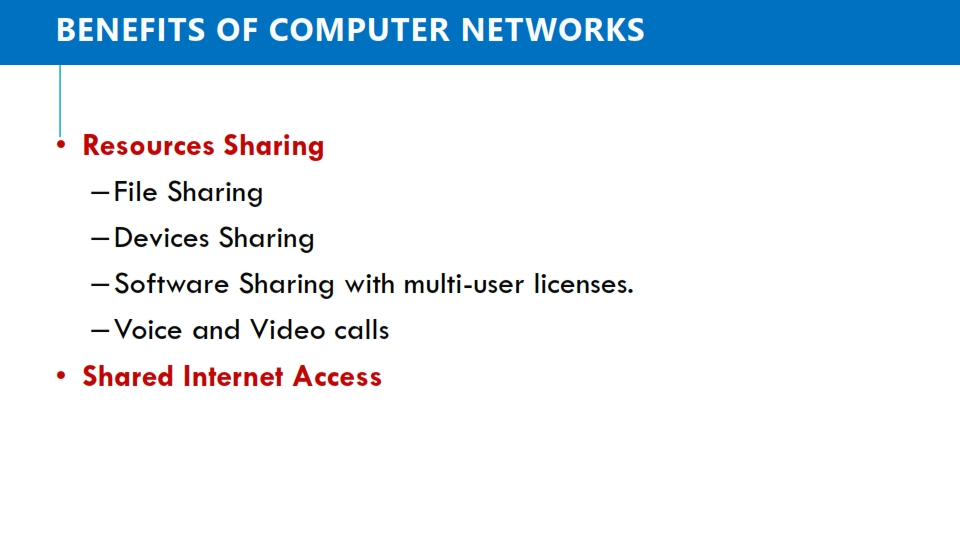 BENEFITS OF COMPUTER NETWORKS
• Resources Sharing
–File Sharing
–Devices Sharing
–Software Sharing with multi-user licenses.
–Voice and Video calls
• Shared Internet Access